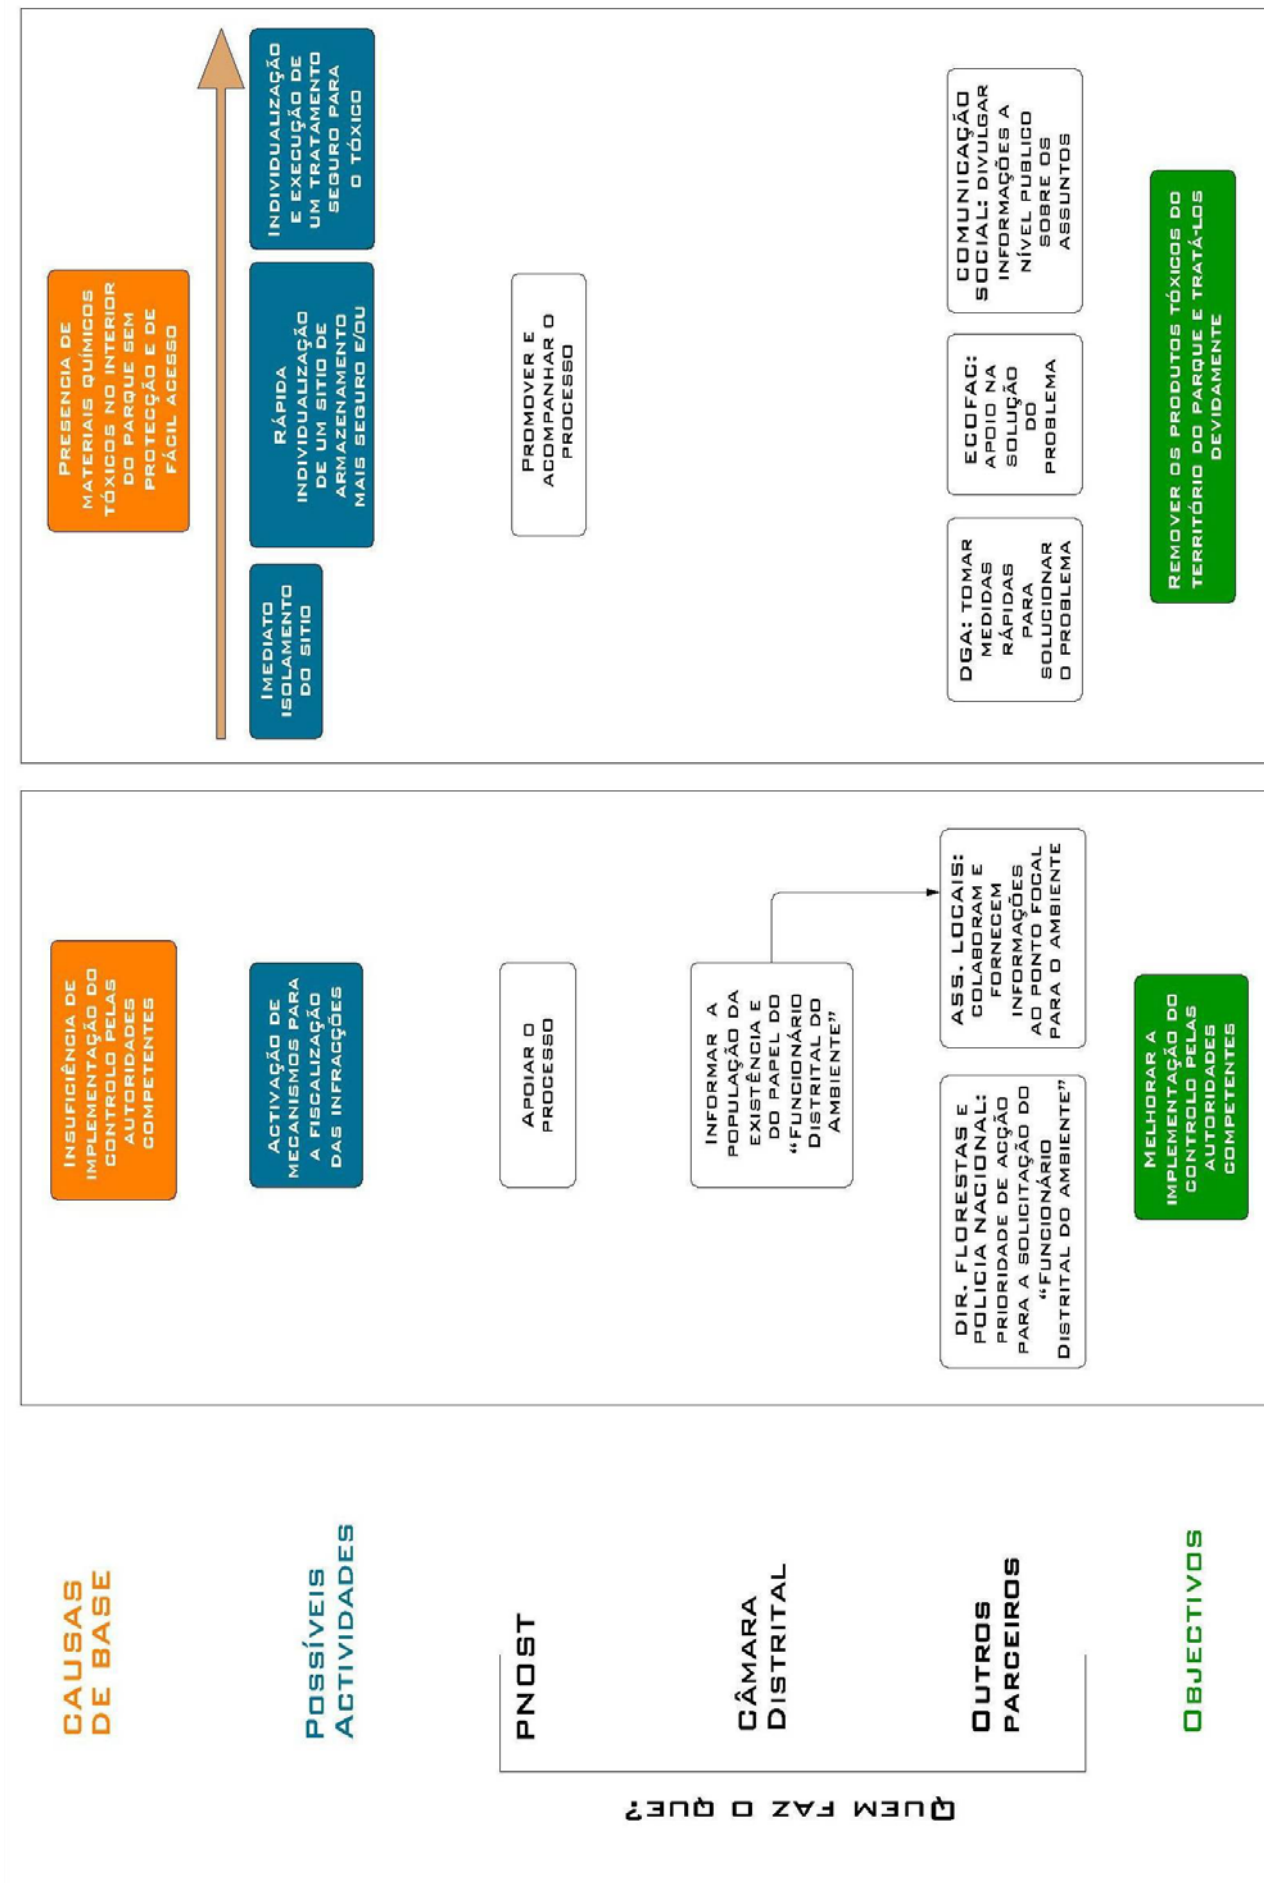 CAUSAS
DE BASE
INSUFICIÊNCIA DE
IMPLEMENTAÇÃO DO
CONTROLO PELAS
AUTORIDADES
COMPETENTES
PRESENCIA DE
MATERIAIS QUÍMICOS
TÓXICOS NO INTERIOR
DO PARQUE SEM
PROTECÇÃO E DE
FÁCIL ACESSO
POSSÍVEIS
ACTIVIDADES
ACTIVAÇÃO DE
MECANISMOS PARA
A FISCALIZAÇÃO
DAS INFRACÇÕES
IMEDIATO
ISOLAMENTO
DO SITIO
RÁPIDA
INDIVIDUALIZAÇÃO
DE UM SITIO DE
ARMAZENAMENTO
MAIS SEGURO E/OU
INDIVIDUALIZAÇÃO
E EXECUÇÃO DE
UM TRATAMENTO
SEGURO PARA
O TÓXICO
QUEM FAZ O QUE?
PNOST
APOIAR O
PROCESSO
PROMOVER E
ACOMPANHAR O
PROCESSO
CÂMARA
DISTRITAL
INFORMAR A
POPULAÇÃO DA
EXISTÊNCIA E
DO PAPEL DO
“FUNCIONÁRIO
DISTRITAL DO
AMBIENTE”
OUTROS
PARCEIROS
DIR. FLORESTAS E
POLICIA NACIONAL:
PRIORIDADE DE ACÇÃO
PARA A SOLICITAÇÃO DO
“FUNCIONÁRIO
DISTRITAL DO AMBIENTE”
ASS. LOCAIS:
COLABORAM E
FORNECEM
INFORMAÇÕES
AO PONTO FOCAL
PARA O AMBIENTE
DGA: TOMAR
MEDIDAS
RÁPIDAS
PARA
SOLUCIONAR
O PROBLEMA
ECOFAC:
APOIO NA
SOLUÇÃO
DO
PROBLEMA
COMUNICAÇÃO
SOCIAL: DIVULGAR
INFORMAÇÕES A
NÍVEL PUBLICO
SOBRE OS
ASSUNTOS
OBJECTIVOS
MELHORAR A
IMPLEMENTAÇÃO DO
CONTROLO PELAS
AUTORIDADES
COMPETENTES
REMOVER OS PRODUTOS TÓXICOS DO
TERRITÓRIO DO PARQUE E TRATÁ-LOS
DEVIDAMENTE